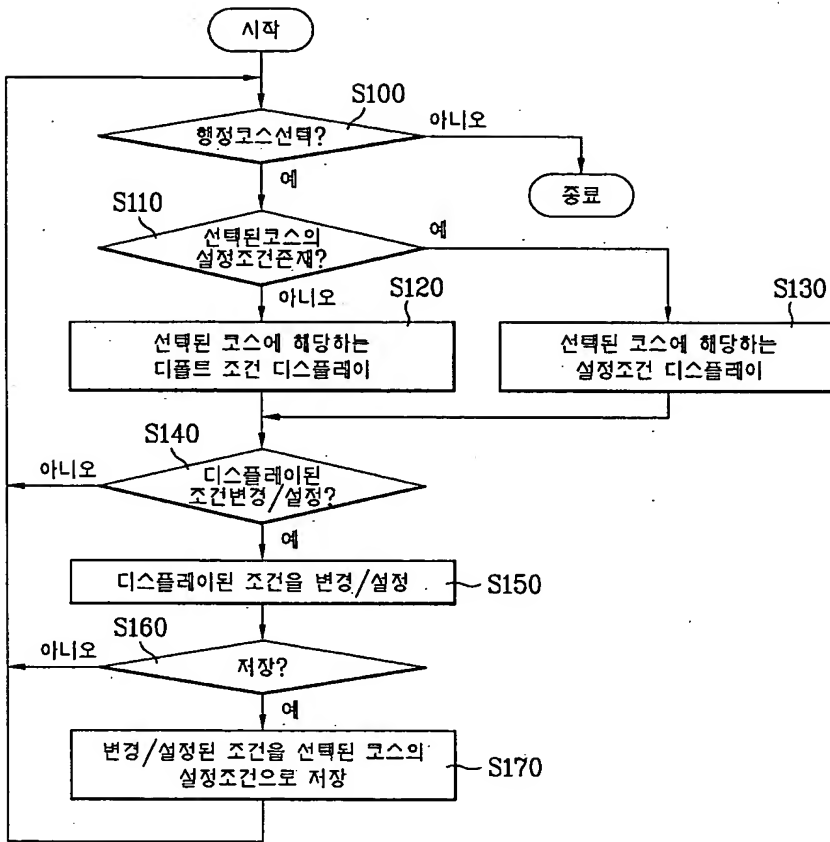 시작
S100
행정코스선택?
아니오
예
종료
S110
선택된코스의
설정조건존재?
예
아니오
S120
선택된 코스에 해당하는
디폴트 조건 디스플레이
S130
선택된 코스에 해당하는
설정조건 디스플레이
S140
아니오
디스플레이된
조건변경/설정?
예
디스플레이된 조건을 변경/설정
S150
S160
아니오
저장?
예
변경/설정된 조건을 선택된 코스의
설정조건으로 저장
S170